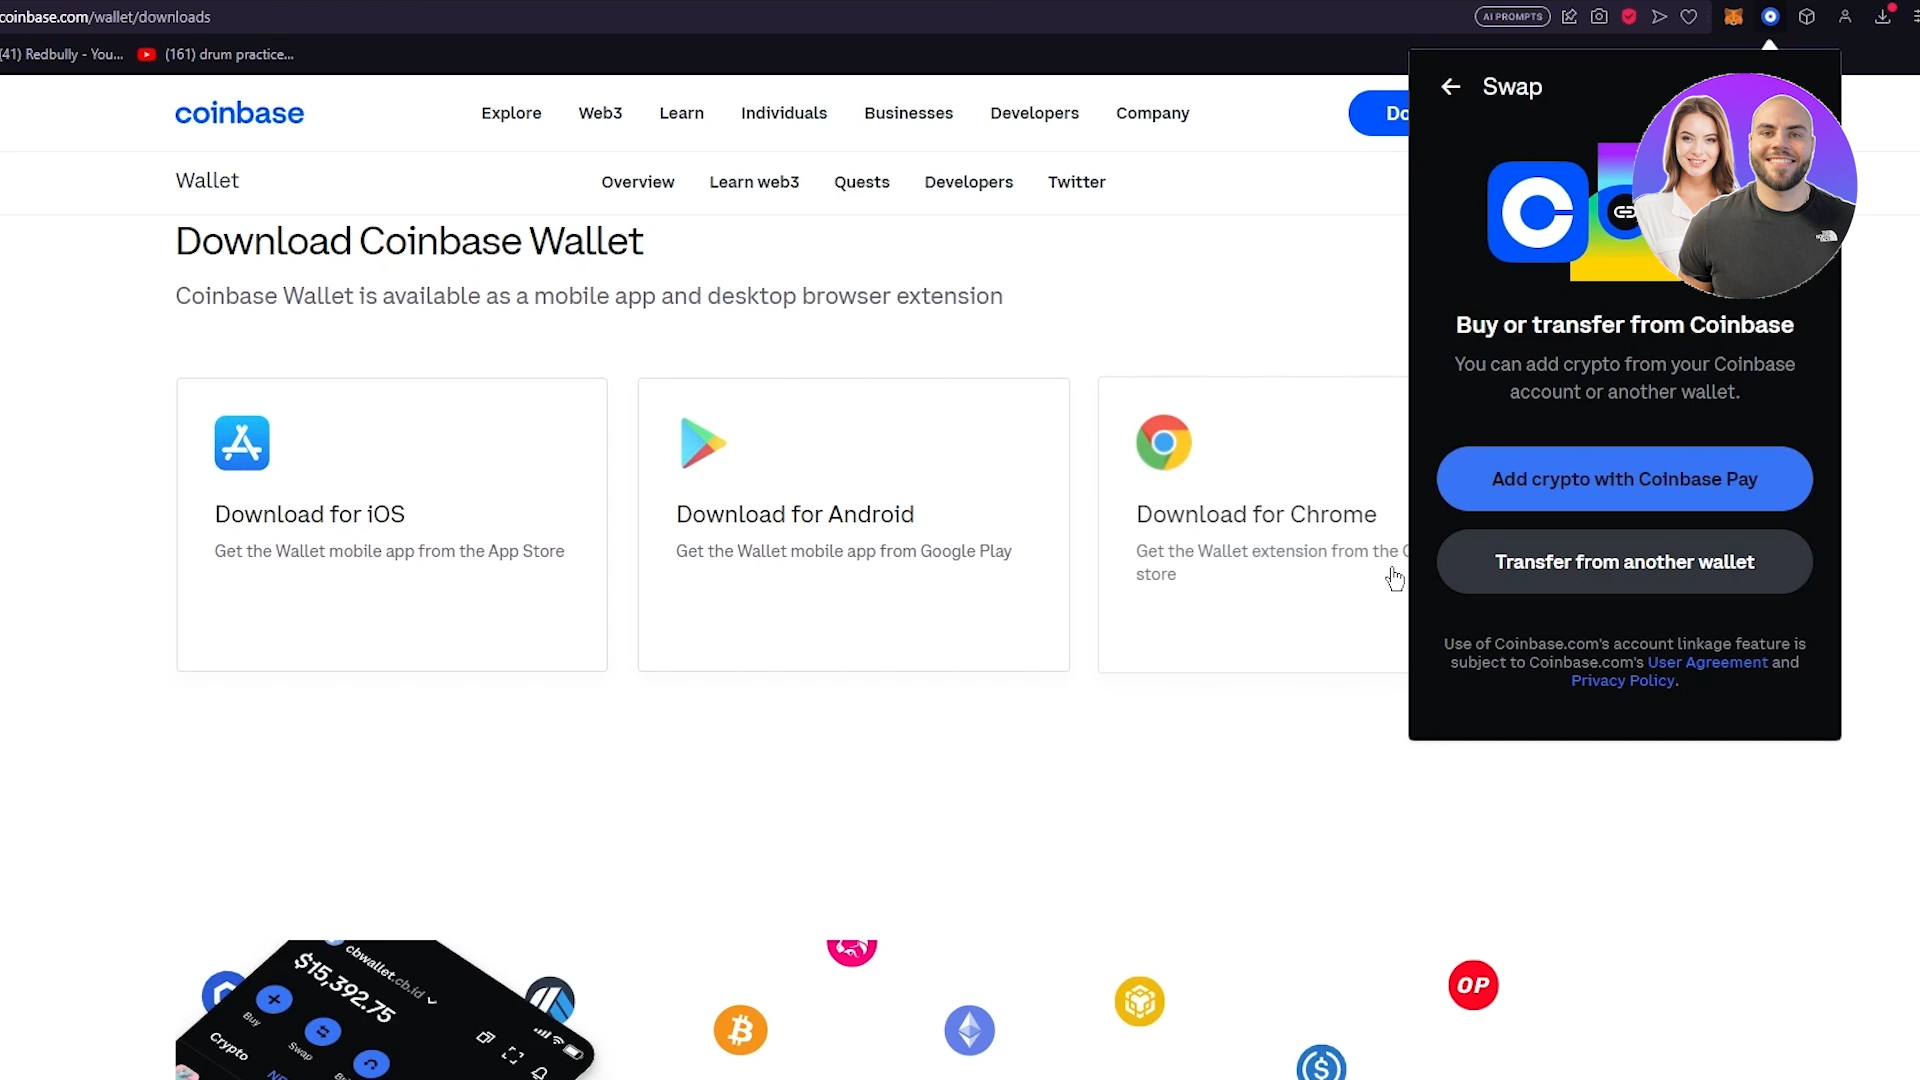 coinbase.com/wallet/downloads
AI PROMPTS
(41) Redbully - You...
(161) drum practice...
coinbase
Explore
Web3
Learn
Individuals
Businesses
Developers
Company
Wallet
Overview
Learn web3
Quests
Developers
Twitter
Download Coinbase Wallet
Coinbase Wallet is available as a mobile app and desktop browser extension
Download for iOS
Get the Wallet mobile app from the App Store
Download for Android
Get the Wallet mobile app from Google Play
Download for Chrome
Get the Wallet extension from the
store
Swap
THE NORTH FACE
Buy or transfer from Coinbase
You can add crypto from your Coinbase
account or another wallet.
Add crypto with Coinbase Pay
Transfer from another wallet
Use of Coinbase.com's account linkage feature is
subject to Coinbase.com's User Agreement and
Privacy Policy.
cbwallet.cb.id
$15,392.75
Buy
Swap
Crypto
OP